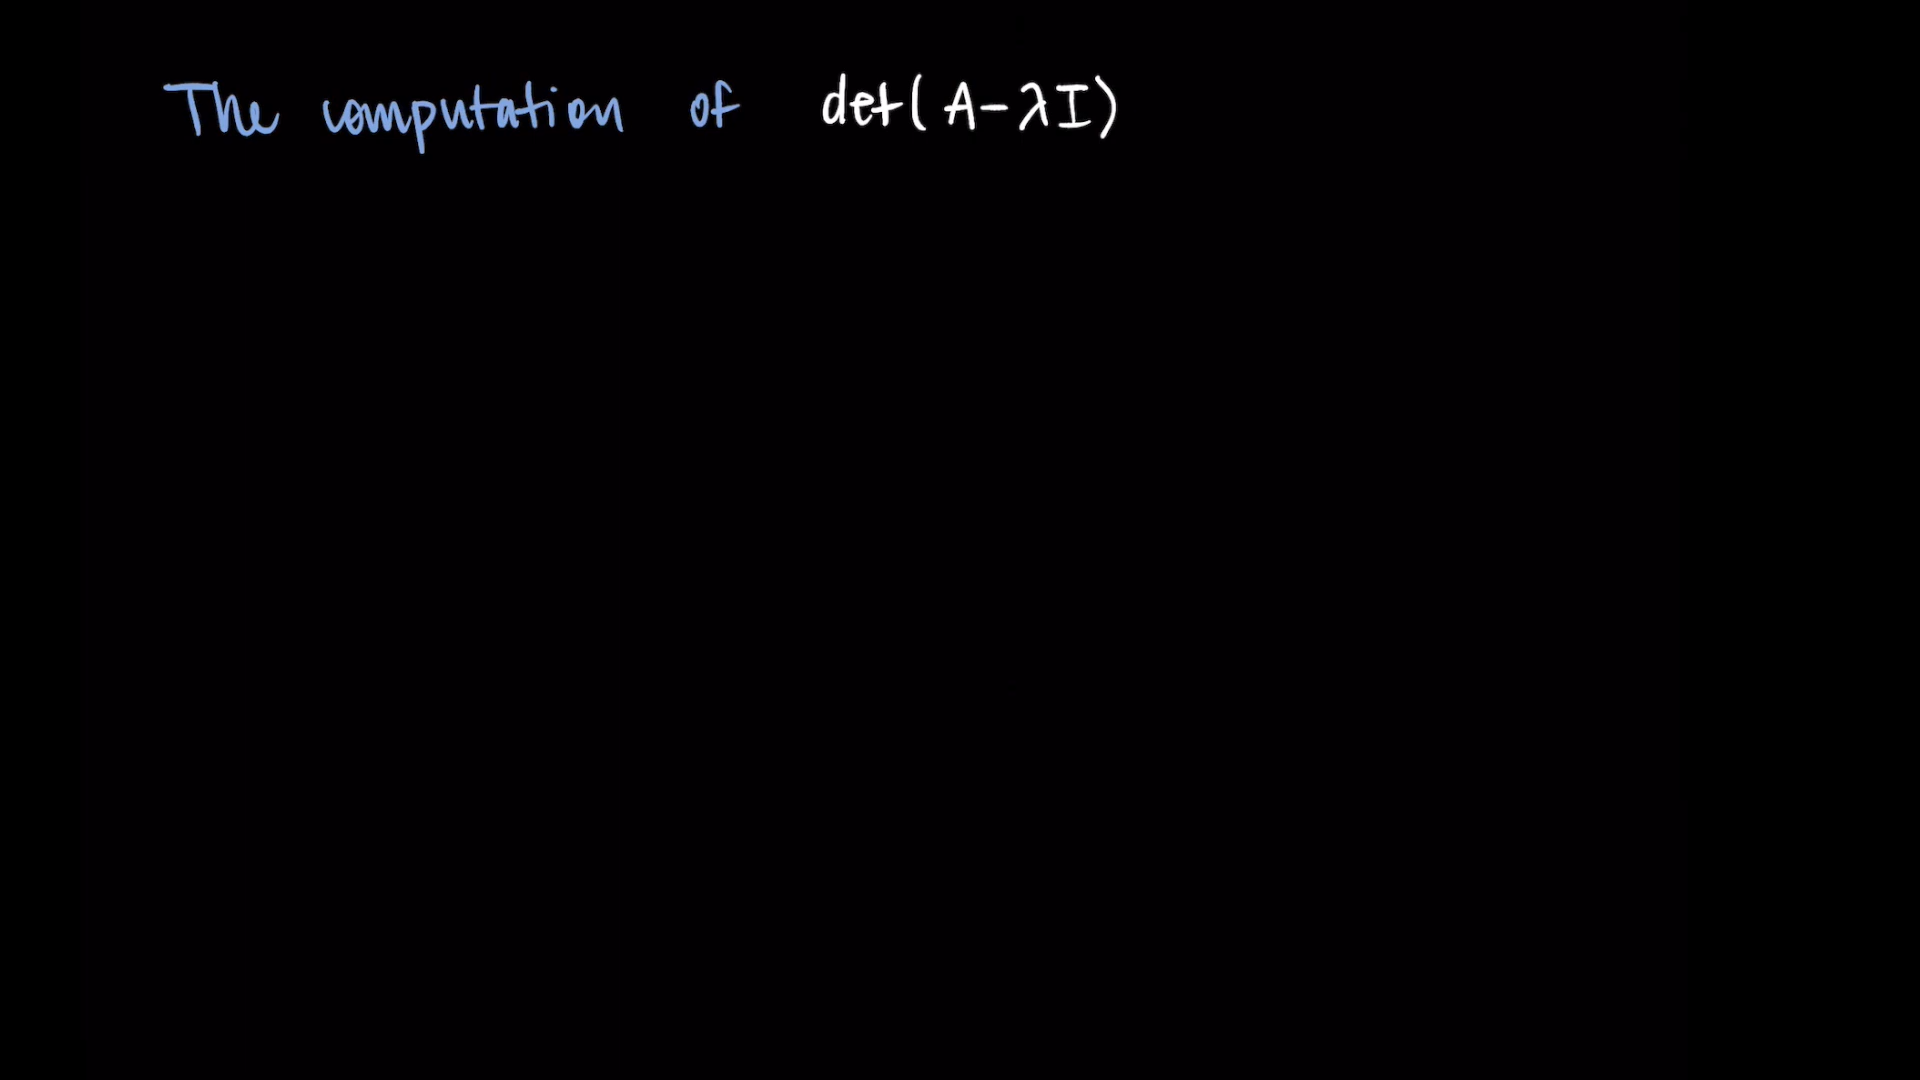 The computation of det(A-λI)